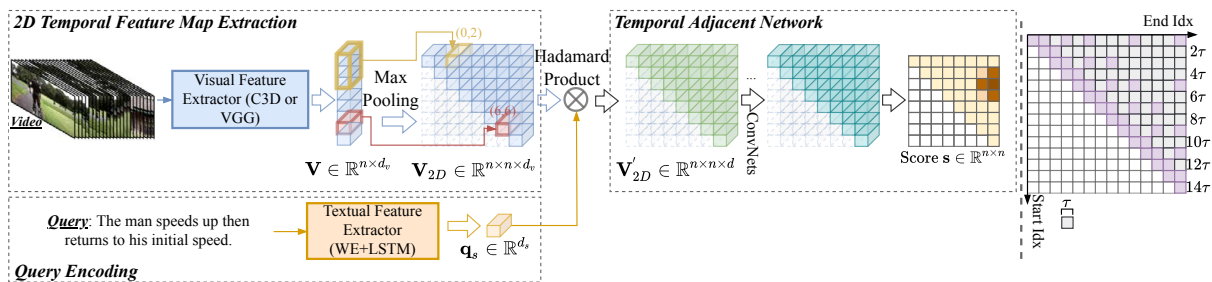 2D Temporal Feature Map Extraction
Video
Visual Feature
Extractor (C3D or
VGG)
Max
Pooling
(0,2)
(6,6)
V ∈ ℝ^{n×d_v}
V_{2D} ∈ ℝ^{n×n×d_v}
Hadamard
Product
Query: The man speeds up then
returns to his initial speed.
Textual Feature
Extractor
(WE+LSTM)
q_s ∈ ℝ^{d_s}
Query Encoding
Temporal Adjacent Network
V'_{2D} ∈ ℝ^{n×n×d}
...
ConvNets
Score s ∈ ℝ^{n×n}
End Idx
2τ
4τ
6τ
8τ
10τ
12τ
14τ
Start Idx
τ